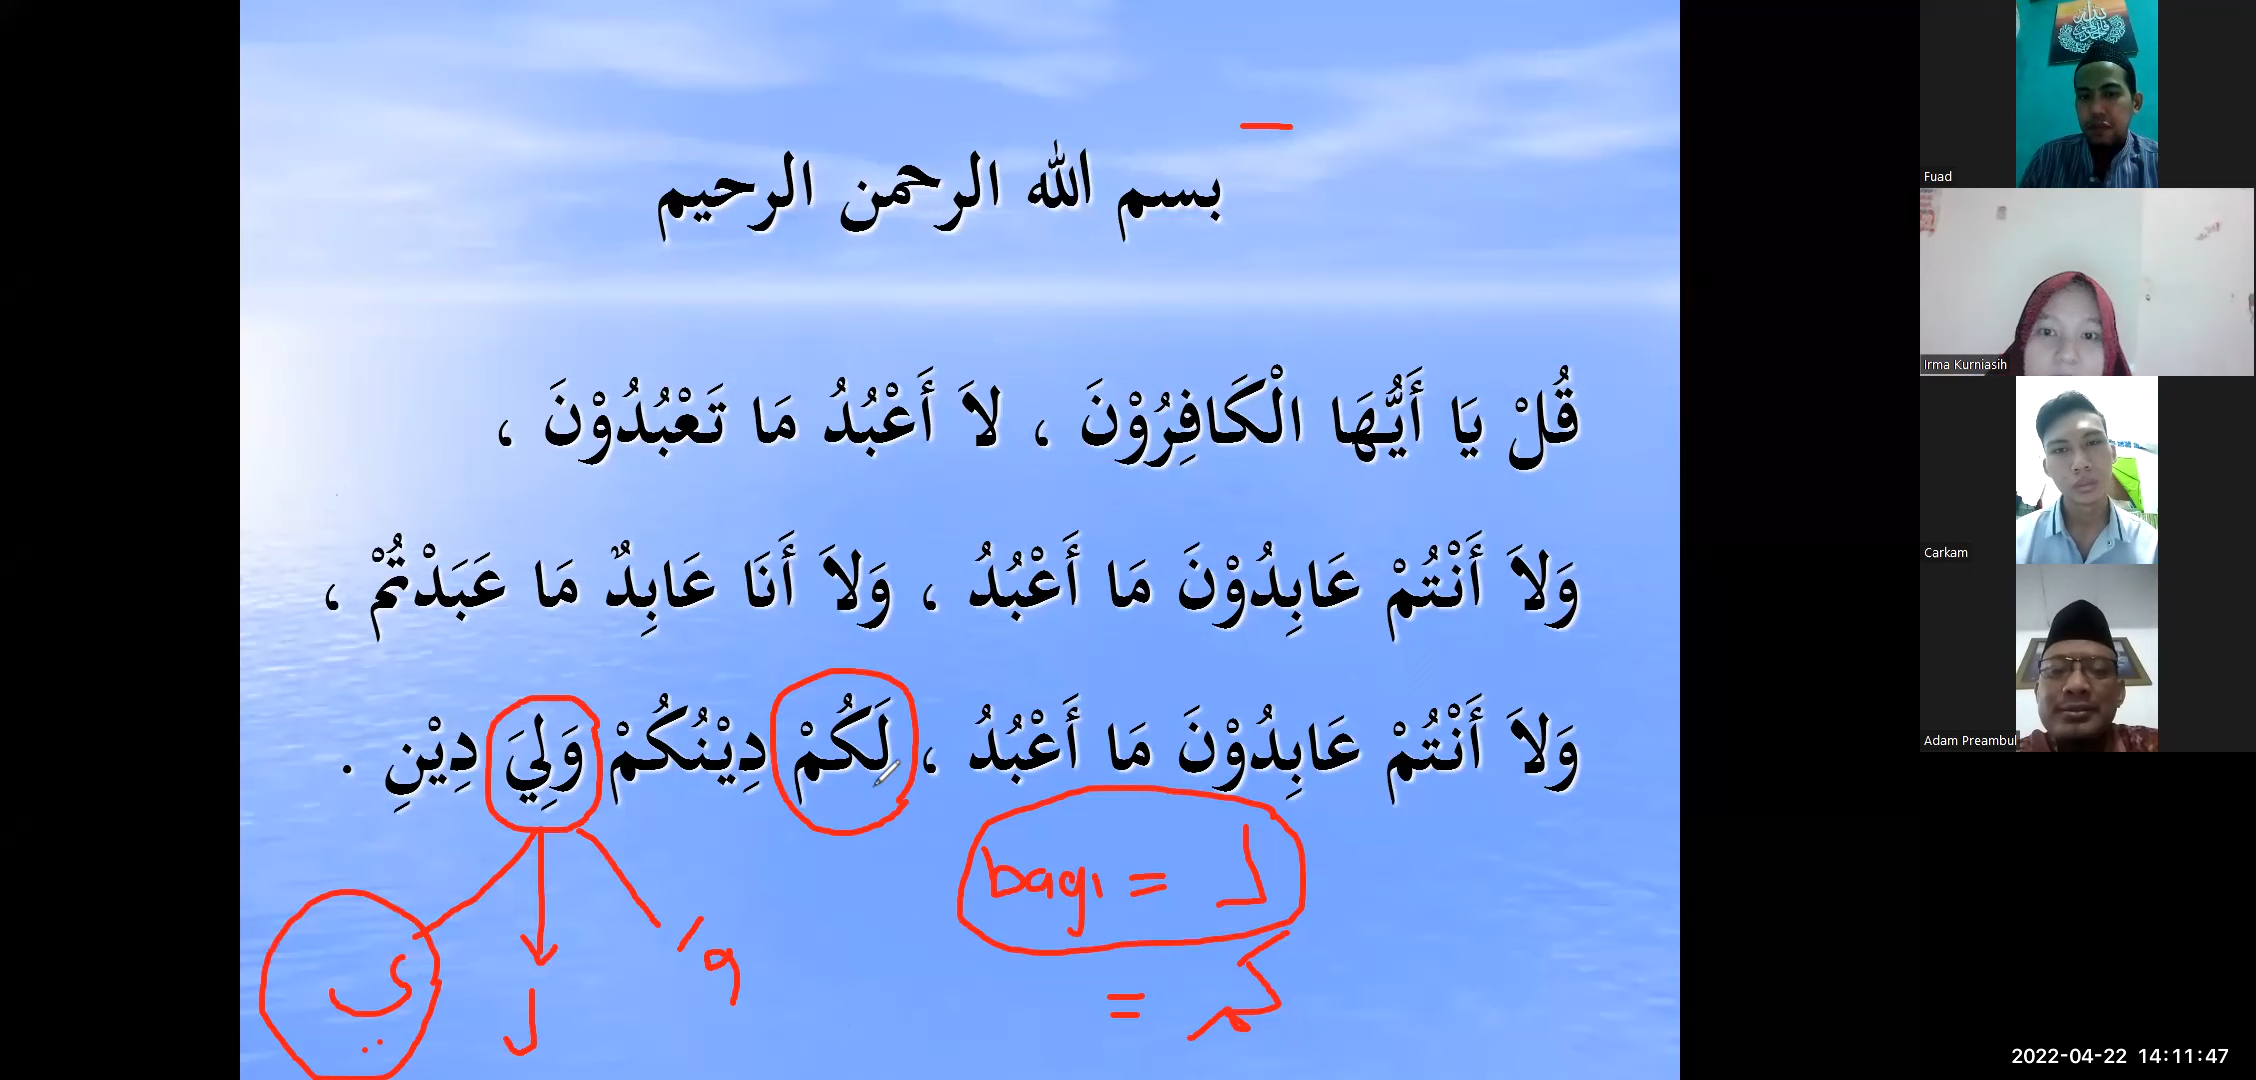 بسم الله الرحمن الرحيم
قُلْ يَا أَيُّهَا الْكَافِرُوْنَ ، لاَ أَعْبُدُ مَا تَعْبُدُوْنَ ،
وَلاَ أَنْتُمْ عَابِدُوْنَ مَا أَعْبُدُ ، وَلاَ أَنَا عَابِدٌ مَا عَبَدْتُمْ ،
وَلاَ أَنْتُمْ عَابِدُوْنَ مَا أَعْبُدُ ، لَكُمْ دِيْنُكُمْ وَلِيَ دِيْنِ .
bagi = لـ
= كم
وَ
ل
ي
Fuad
Irma Kurniasih
Carkam
Adam Preambul
2022-04-22 14:11:47